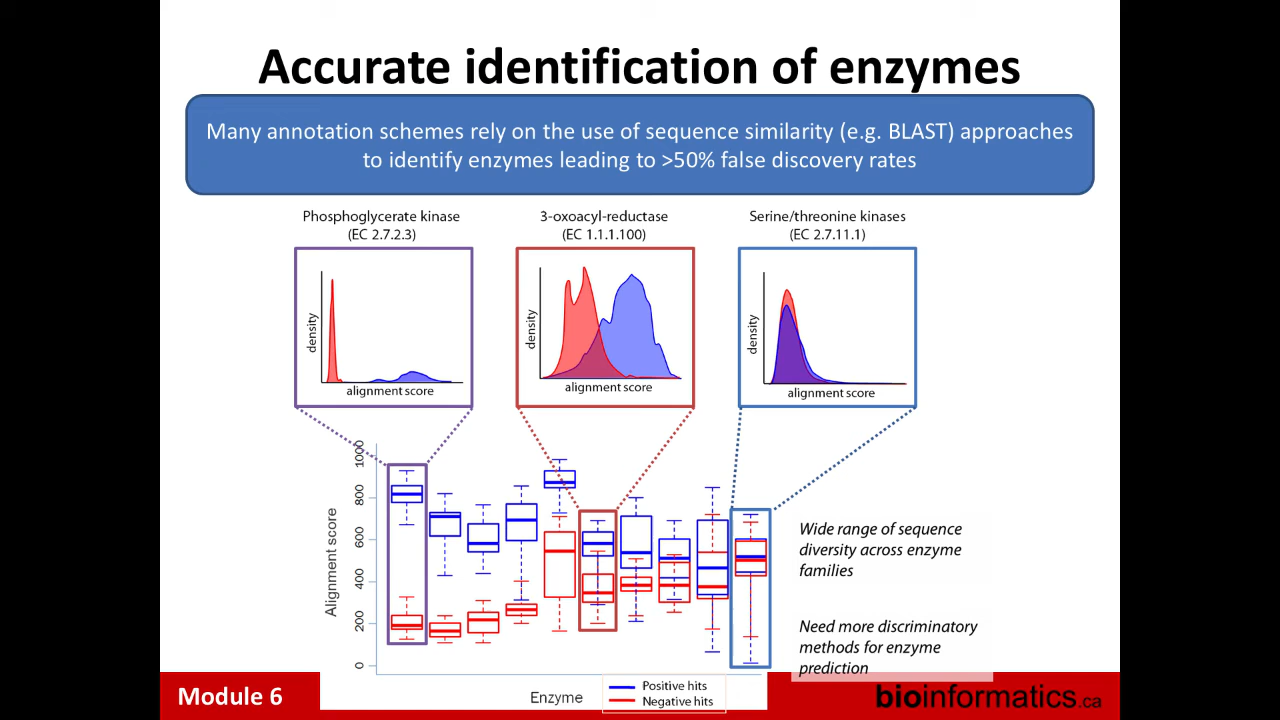 Accurate identification of enzymes
Many annotation schemes rely on the use of sequence similarity (e.g. BLAST) approaches
to identify enzymes leading to >50% false discovery rates
Phosphoglycerate kinase
(EC 2.7.2.3)
3-oxoacyl-reductase
(EC 1.1.1.100)
Serine/threonine kinases
(EC 2.7.11.1)
density
alignment score
density
alignment score
density
alignment score
Alignment score
1000
800
600
400
200
0
Enzyme
Positive hits
Negative hits
Wide range of sequence
diversity across enzyme
families
Need more discriminatory
methods for enzyme
prediction
Module 6
bioinformatics.ca